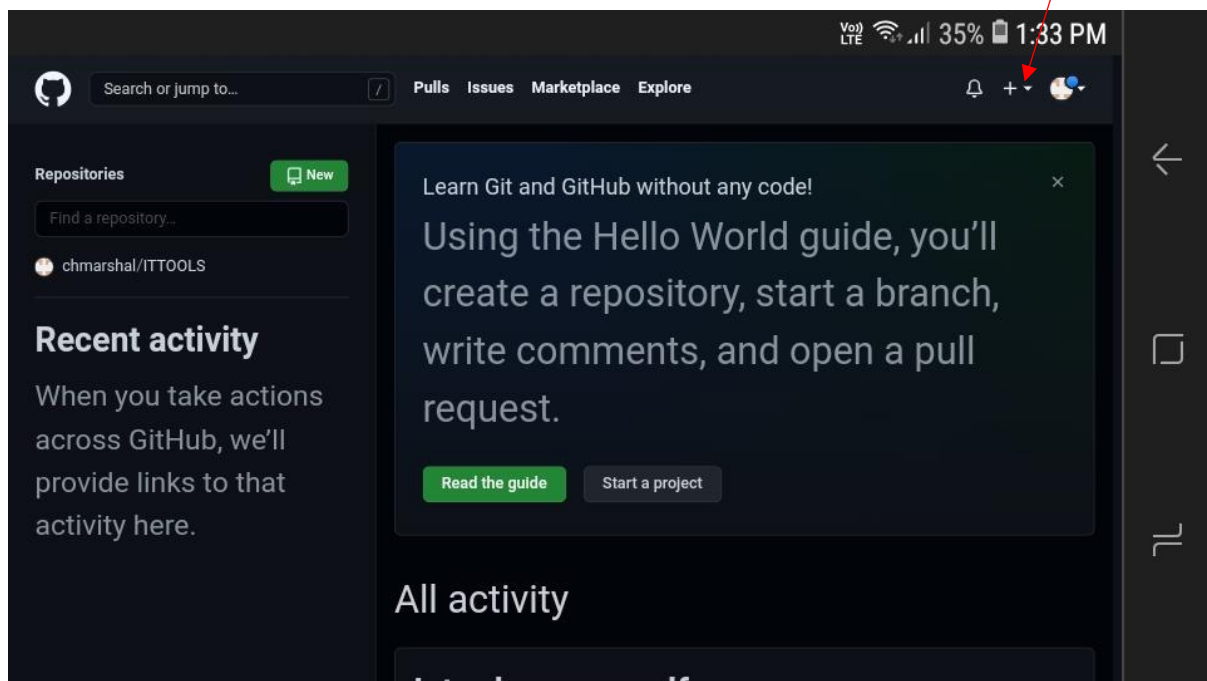 Vo))
LTE 35% 1:33 PM
Search or jump to... /
Pulls Issues Marketplace Explore
Repositories
New
Find a repository...
chmarshal/ITTOOLS
Recent activity
When you take actions
across GitHub, we'll
provide links to that
activity here.
Learn Git and GitHub without any code!
Using the Hello World guide, you'll
create a repository, start a branch,
write comments, and open a pull
request.
Read the guide Start a project
All activity